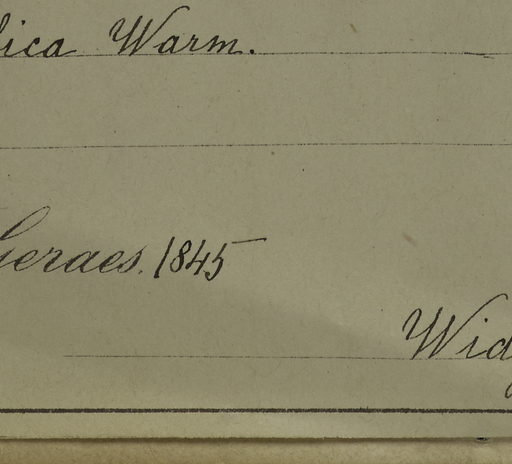 lica Warm.
Geraes. 1845
Wid